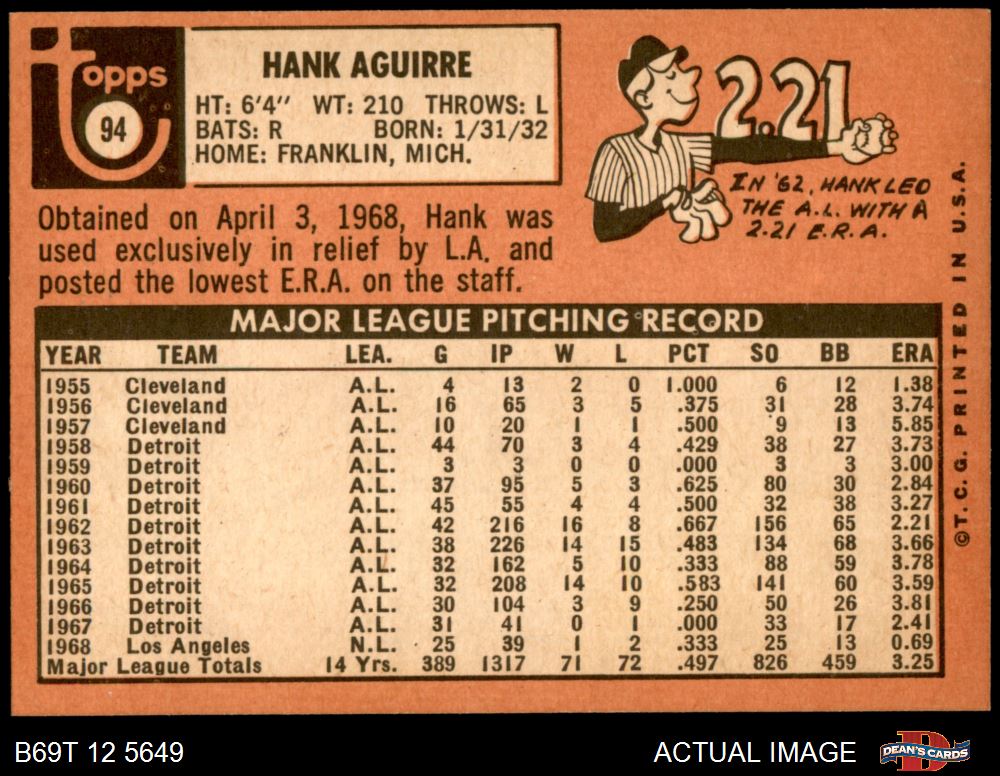 Topps
94
HANK AGUIRRE
HT: 6'4" WT: 210 THROWS: L
BATS: R BORN: 1/31/32
HOME: FRANKLIN, MICH.
2.21
IN '62, HANK LED
THE A.L. WITH A
2.21 E.R.A.
Obtained on April 3, 1968, Hank was
used exclusively in relief by L.A. and
posted the lowest E.R.A. on the staff.
MAJOR LEAGUE PITCHING RECORD
YEAR TEAM LEA. G IP W L PCT SO BB ERA
1955 Cleveland A.L. 4 13 2 0 1.000 6 12 1.38
1956 Cleveland A.L. 16 65 3 5 .375 31 28 3.74
1957 Cleveland A.L. 10 20 1 1 .500 9 13 5.85
1958 Detroit A.L. 44 70 3 4 .429 38 27 3.73
1959 Detroit A.L. 3 3 0 0 .000 3 3 3.00
1960 Detroit A.L. 37 95 5 3 .625 80 30 2.84
1961 Detroit A.L. 45 55 4 4 .500 32 38 3.27
1962 Detroit A.L. 42 216 16 8 .667 156 65 2.21
1963 Detroit A.L. 38 226 14 15 .483 134 68 3.66
1964 Detroit A.L. 32 162 5 10 .333 88 59 3.78
1965 Detroit A.L. 32 208 14 10 .583 141 60 3.59
1966 Detroit A.L. 30 104 3 9 .250 50 26 3.81
1967 Detroit A.L. 31 41 0 1 .000 33 17 2.41
1968 Los Angeles N.L. 25 39 1 2 .333 25 13 0.69
Major League Totals 14 Yrs. 389 1317 71 72 .497 826 459 3.25
©T.C.G. PRINTED IN U.S.A.
B69T 12 5649
ACTUAL IMAGE
DEAN'S CARDS